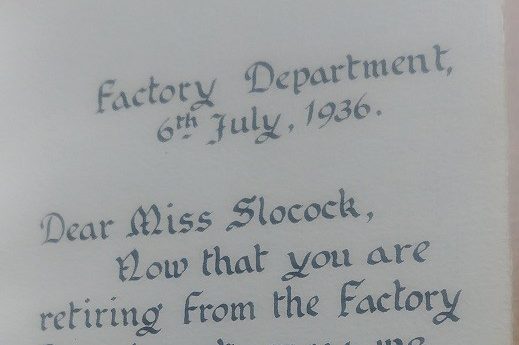 Factory Department,
6th July, 1936.
Dear Miss Slocock,
Now that you are
retiring from the Factory